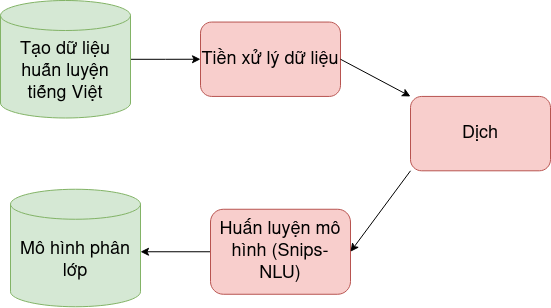 Tạo dữ liệu
huấn luyện
tiếng Việt
Tiền xử lý dữ liệu
Dịch
Huấn luyện mô
hình (Snips-
NLU)
Mô hình phân
lớp